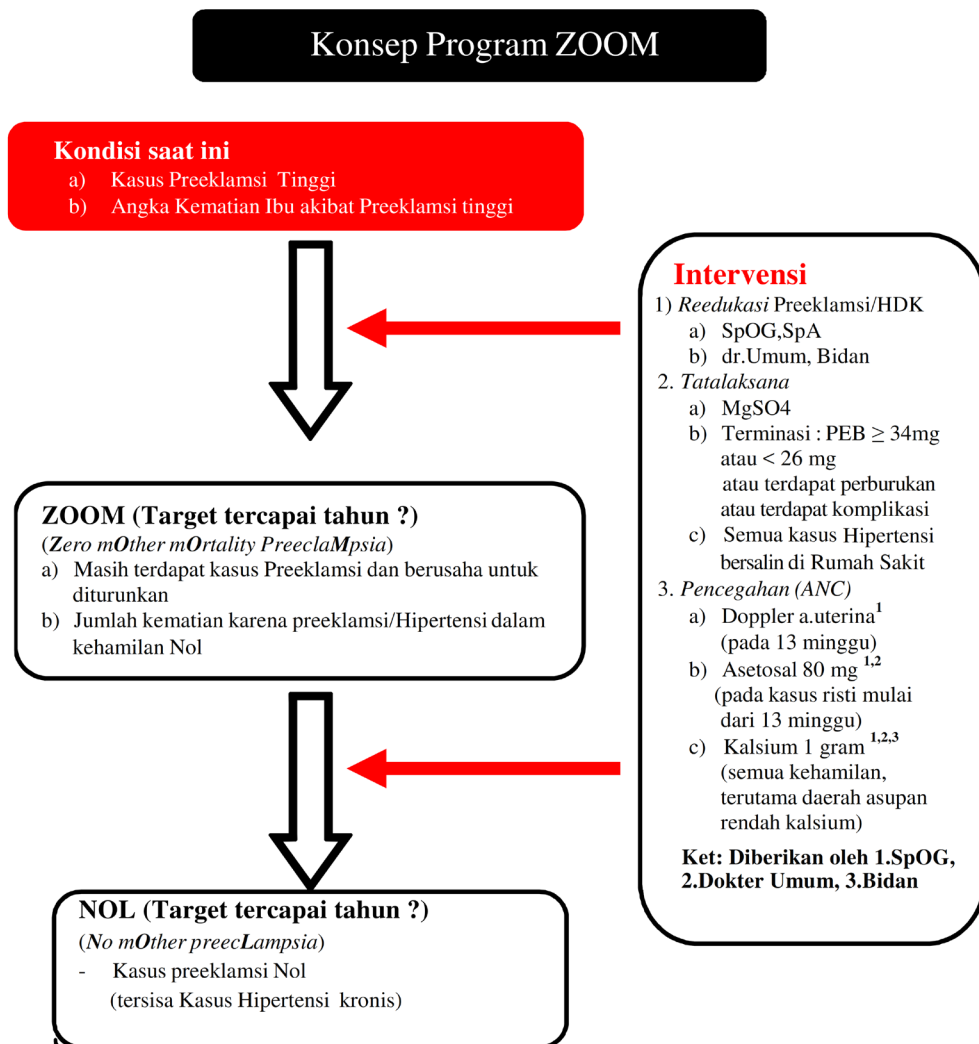 Konsep Program ZOOM
Kondisi saat ini
a) Kasus Preeklamsi Tinggi
b) Angka Kematian Ibu akibat Preeklamsi tinggi
Intervensi
1) Reedukasi Preeklamsi/HDK
a) SpOG,SpA
b) dr.Umum, Bidan
2. Tatalaksana
a) MgSO4
b) Terminasi : PEB ≥ 34mg
atau < 26 mg
atau terdapat perburukan
atau terdapat komplikasi
c) Semua kasus Hipertensi
bersalin di Rumah Sakit
3. Pencegahan (ANC)
a) Doppler a.uterina¹
(pada 13 minggu)
b) Asetosal 80 mg ¹,²
(pada kasus risti mulai
dari 13 minggu)
c) Kalsium 1 gram ¹,²,³
(semua kehamilan,
terutama daerah asupan
rendah kalsium)
Ket: Diberikan oleh 1.SpOG,
2.Dokter Umum, 3.Bidan
ZOOM (Target tercapai tahun ?)
(Zero mOther mOrtality PreeclaMpsia)
a) Masih terdapat kasus Preeklamsi dan berusaha untuk
diturunkan
b) Jumlah kematian karena preeklamsi/Hipertensi dalam
kehamilan Nol
NOL (Target tercapai tahun ?)
(No mOther preecLampsia)
- Kasus preeklamsi Nol
(tersisa Kasus Hipertensi kronis)